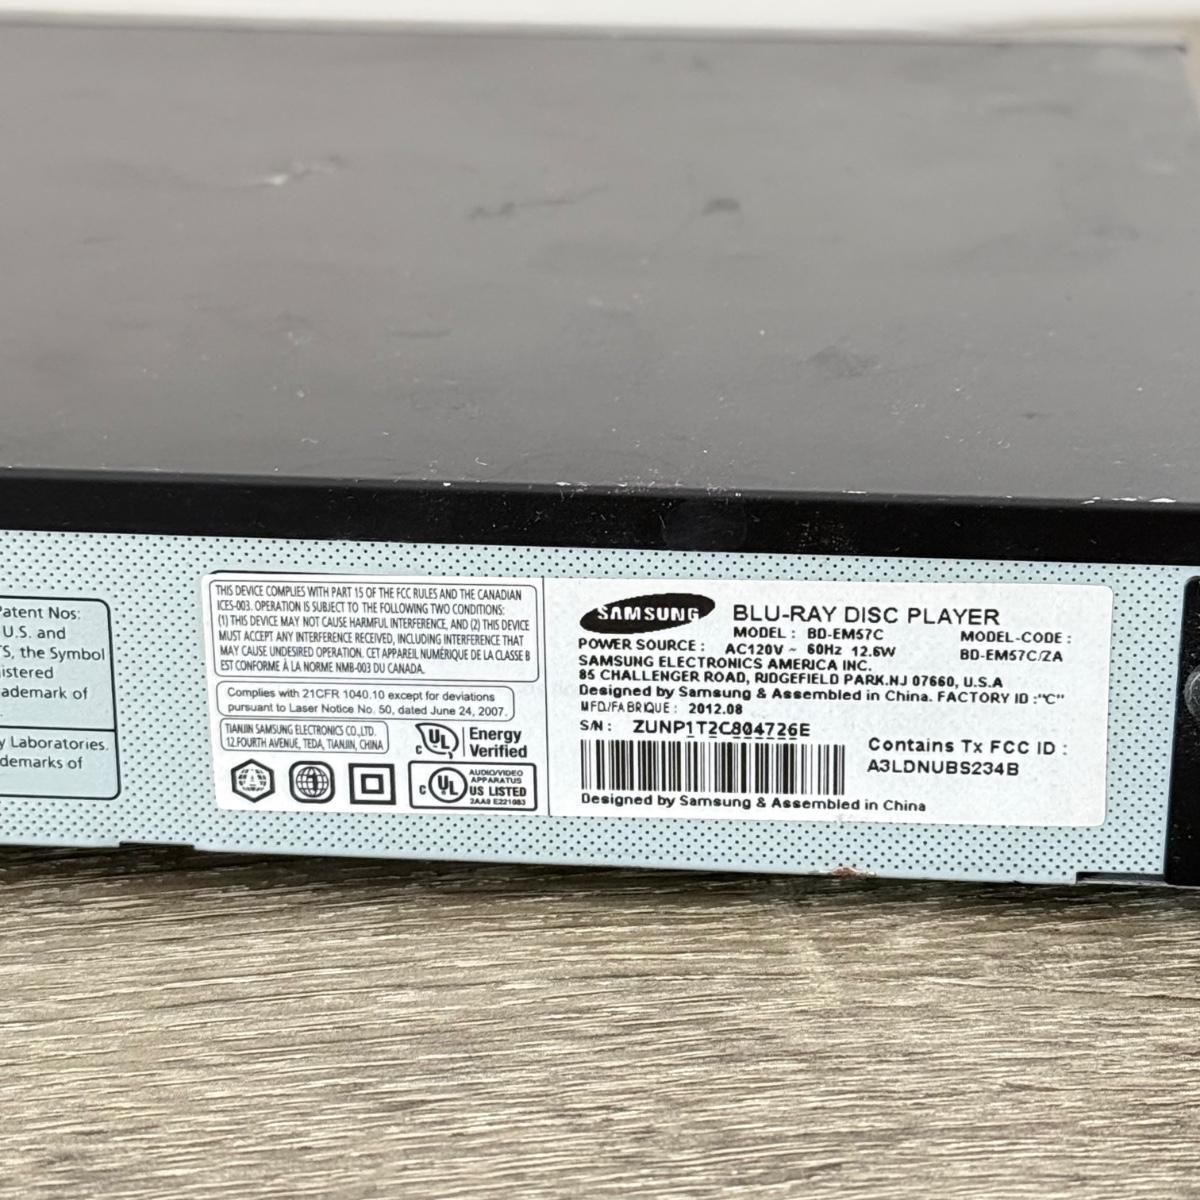 Patent Nos:
U.S. and
the Symbol
ademark of
y Laboratories.
demarks of
THIS DEVICE COMPLIES WITH PART 15 OF THE FCC RULES AND THE CANADIAN
ICES-003. OPERATION IS SUBJECT TO THE FOLLOWING TWO CONDITIONS:
(1) THIS DEVICE MAY NOT CAUSE HARMFUL INTERFERENCE, AND (2) THIS DEVICE
MUST ACCEPT ANY INTERFERENCE RECEIVED, INCLUDING INTERFERENCE THAT
MAY CAUSE UNDESIRED OPERATION. CET APPAREIL NUMÉRIQUE DE LA CLASSE B
EST CONFORME À LA NORME NMB-003 DU CANADA.
Complies with 21CFR 1040.10 except for deviations
pursuant to Laser Notice No. 50, dated June 24, 2007.
TIANJIN SAMSUNG ELECTRONICS CO.,LTD.
12.FOURTH AVENUE, TEDA, TIANJIN, CHINA
C UL Energy
Verified
C UL AUDIO/VIDEO
APPARATUS
US LISTED
2AA9 E221083
SAMSUNG BLU-RAY DISC PLAYER
MODEL : BD-EM57C MODEL-CODE :
POWER SOURCE : AC120V ~ 60Hz 12.6W BD-EM57C/ZA
SAMSUNG ELECTRONICS AMERICA INC.
85 CHALLENGER ROAD, RIDGEFIELD PARK.NJ 07660, U.S.A
Designed by Samsung & Assembled in China. FACTORY ID :"C"
MFD/FABRIQUE : 2012.08
S/N : ZUNP1T2C804726E
Contains Tx FCC ID :
A3LDNUBS234B
Designed by Samsung & Assembled in China